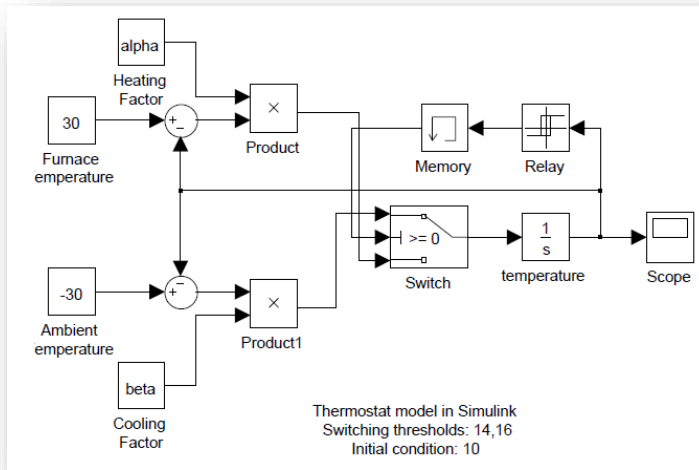 alpha
Heating
Factor
30
Furnace
emperature
+
−
×
Product
Memory
Relay
>= 0
Switch
1
s
temperature
Scope
-30
Ambient
emperature
+
−
×
Product1
beta
Cooling
Factor
Thermostat model in Simulink
Switching thresholds: 14,16
Initial condition: 10